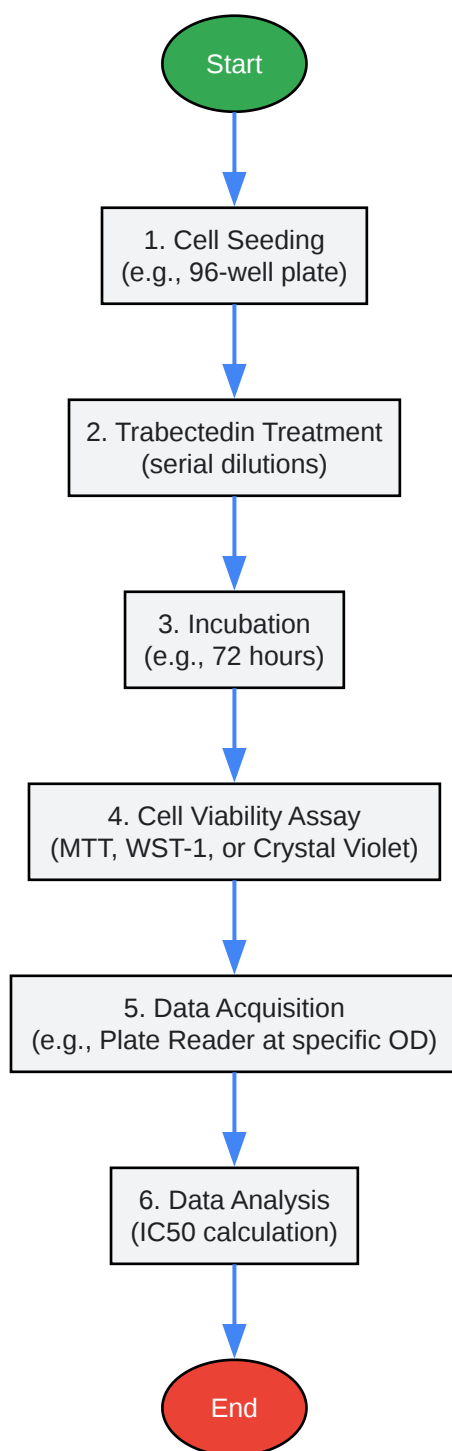 Start
1. Cell Seeding
(e.g., 96-well plate)
2. Trabectedin Treatment
(serial dilutions)
3. Incubation
(e.g., 72 hours)
4. Cell Viability Assay
(MTT, WST-1, or Crystal Violet)
5. Data Acquisition
(e.g., Plate Reader at specific OD)
6. Data Analysis
(IC50 calculation)
End